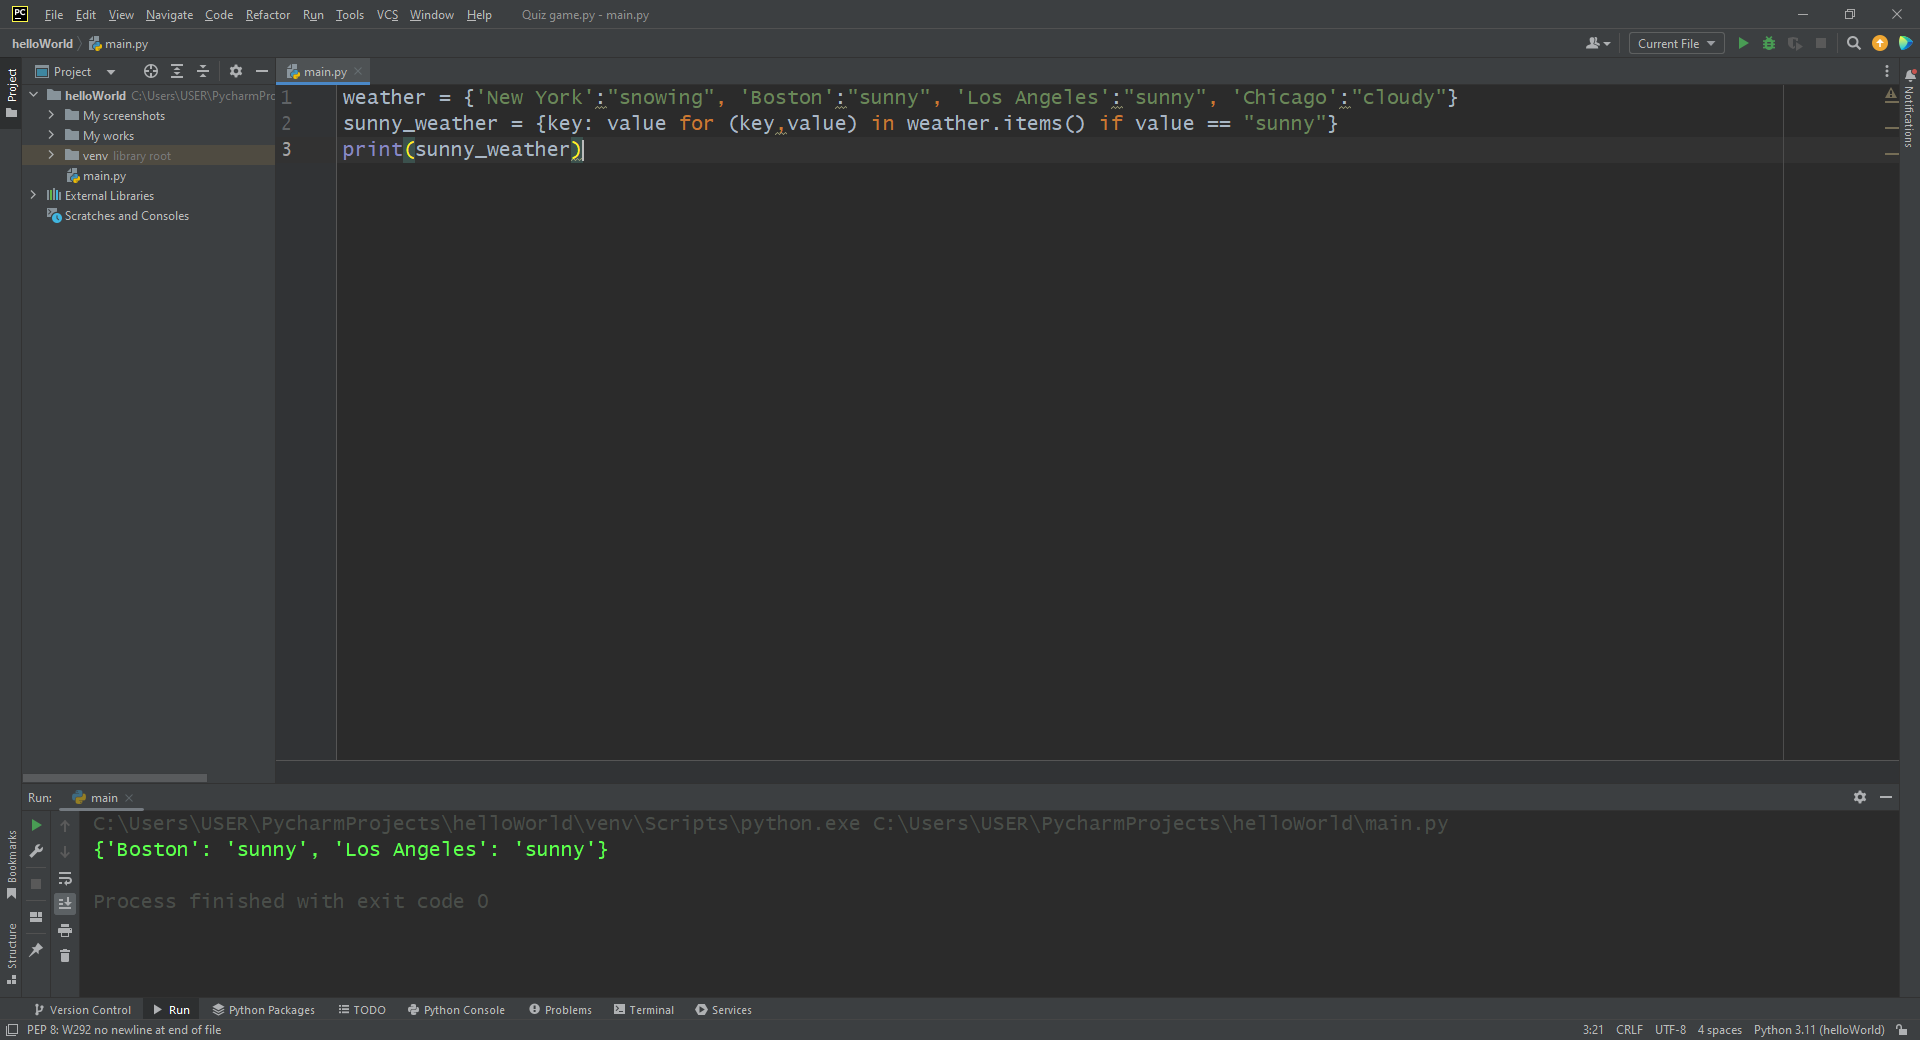 PC File Edit View Navigate Code Refactor Run Tools VCS Window Help Quiz game.py - main.py
helloWorld main.py Current File
Project main.py
Project
helloWorld C:\Users\USER\PycharmPro
My screenshots
My works
venv library root
main.py
External Libraries
Scratches and Consoles
1 weather = {'New York':"snowing", 'Boston':"sunny", 'Los Angeles':"sunny", 'Chicago':"cloudy"}
2 sunny_weather = {key: value for (key,value) in weather.items() if value == "sunny"}
3 print(sunny_weather)
Notifications
Run: main
C:\Users\USER\PycharmProjects\helloWorld\venv\Scripts\python.exe C:\Users\USER\PycharmProjects\helloWorld\main.py
{'Boston': 'sunny', 'Los Angeles': 'sunny'}
Process finished with exit code 0
Bookmarks
Structure
Version Control Run Python Packages TODO Python Console Problems Terminal Services
PEP 8: W292 no newline at end of file 3:21 CRLF UTF-8 4 spaces Python 3.11 (helloWorld)